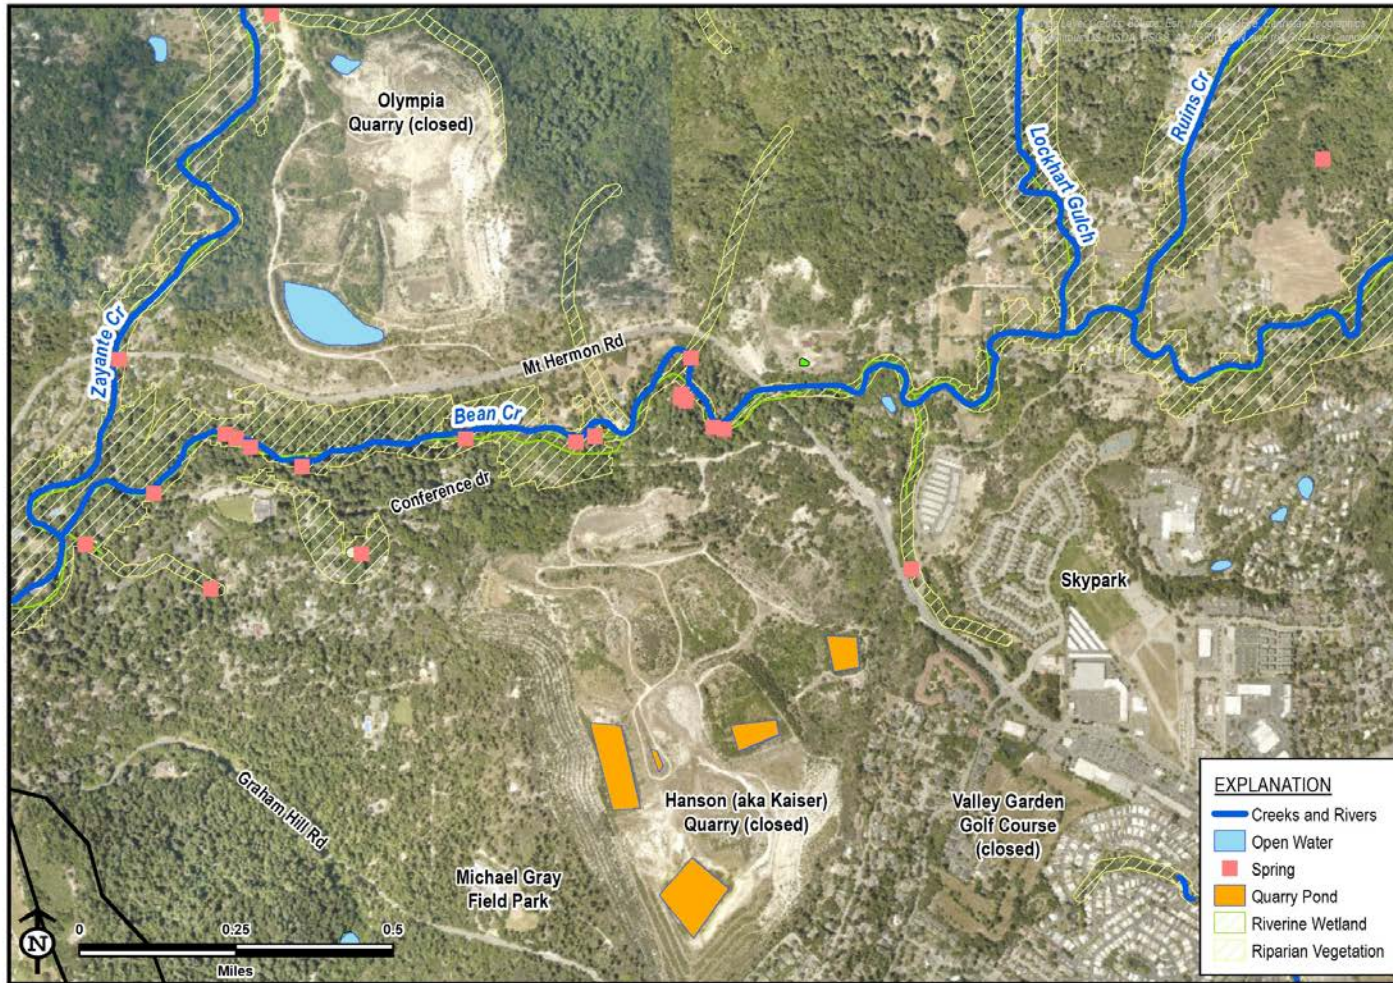 Olympia
Quarry (closed)
Lockhart Gulch
Ruins Cr
Zayante Cr
Mt Hermon Rd
Bean Cr
Conference dr
Skypark
Graham Hill Rd
Hanson (aka Kaiser)
Quarry (closed)
Valley Garden
Golf Course
(closed)
Michael Gray
Field Park
N
0 0.25 0.5
Miles
EXPLANATION
Creeks and Rivers
Open Water
Spring
Quarry Pond
Riverine Wetland
Riparian Vegetation